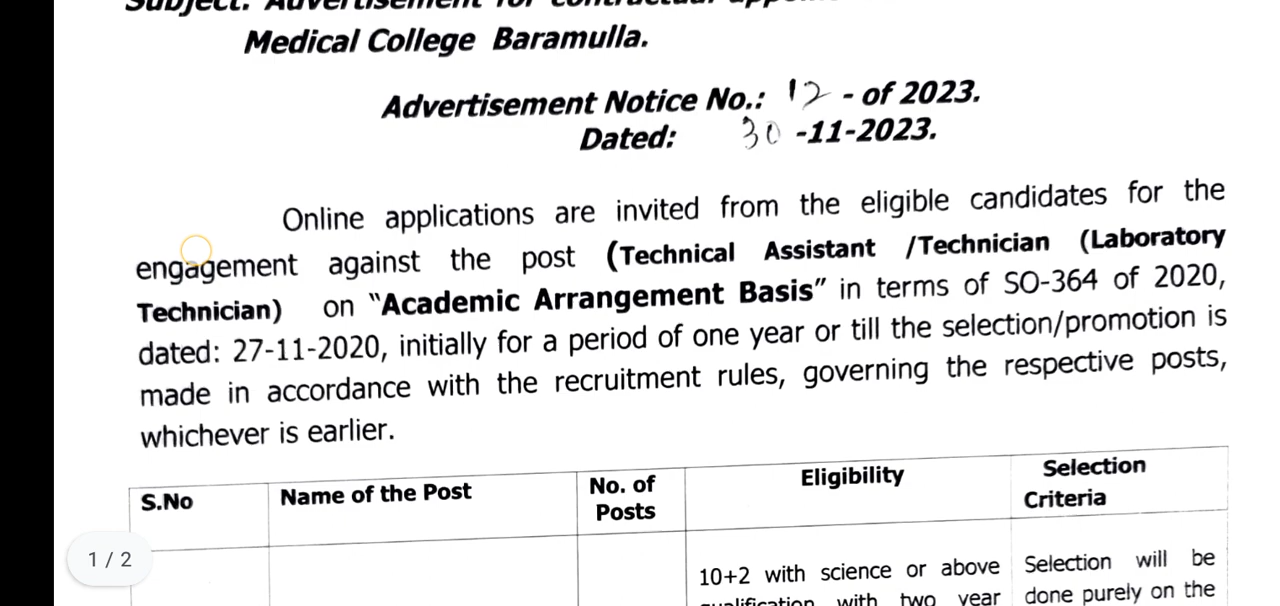 Subject: Advertisement for contractual
Medical College Baramulla.
Advertisement Notice No.: 12 - of 2023.
Dated: 30 -11-2023.
Online applications are invited from the eligible candidates for the
engagement against the post (Technical Assistant /Technician (Laboratory
Technician) on “Academic Arrangement Basis” in terms of SO-364 of 2020,
dated: 27-11-2020, initially for a period of one year or till the selection/promotion is
made in accordance with the recruitment rules, governing the respective posts,
whichever is earlier.
S.No Name of the Post No. of Posts Eligibility Selection Criteria
10+2 with science or above Selection will be
qualification with two year done purely on the
1 / 2